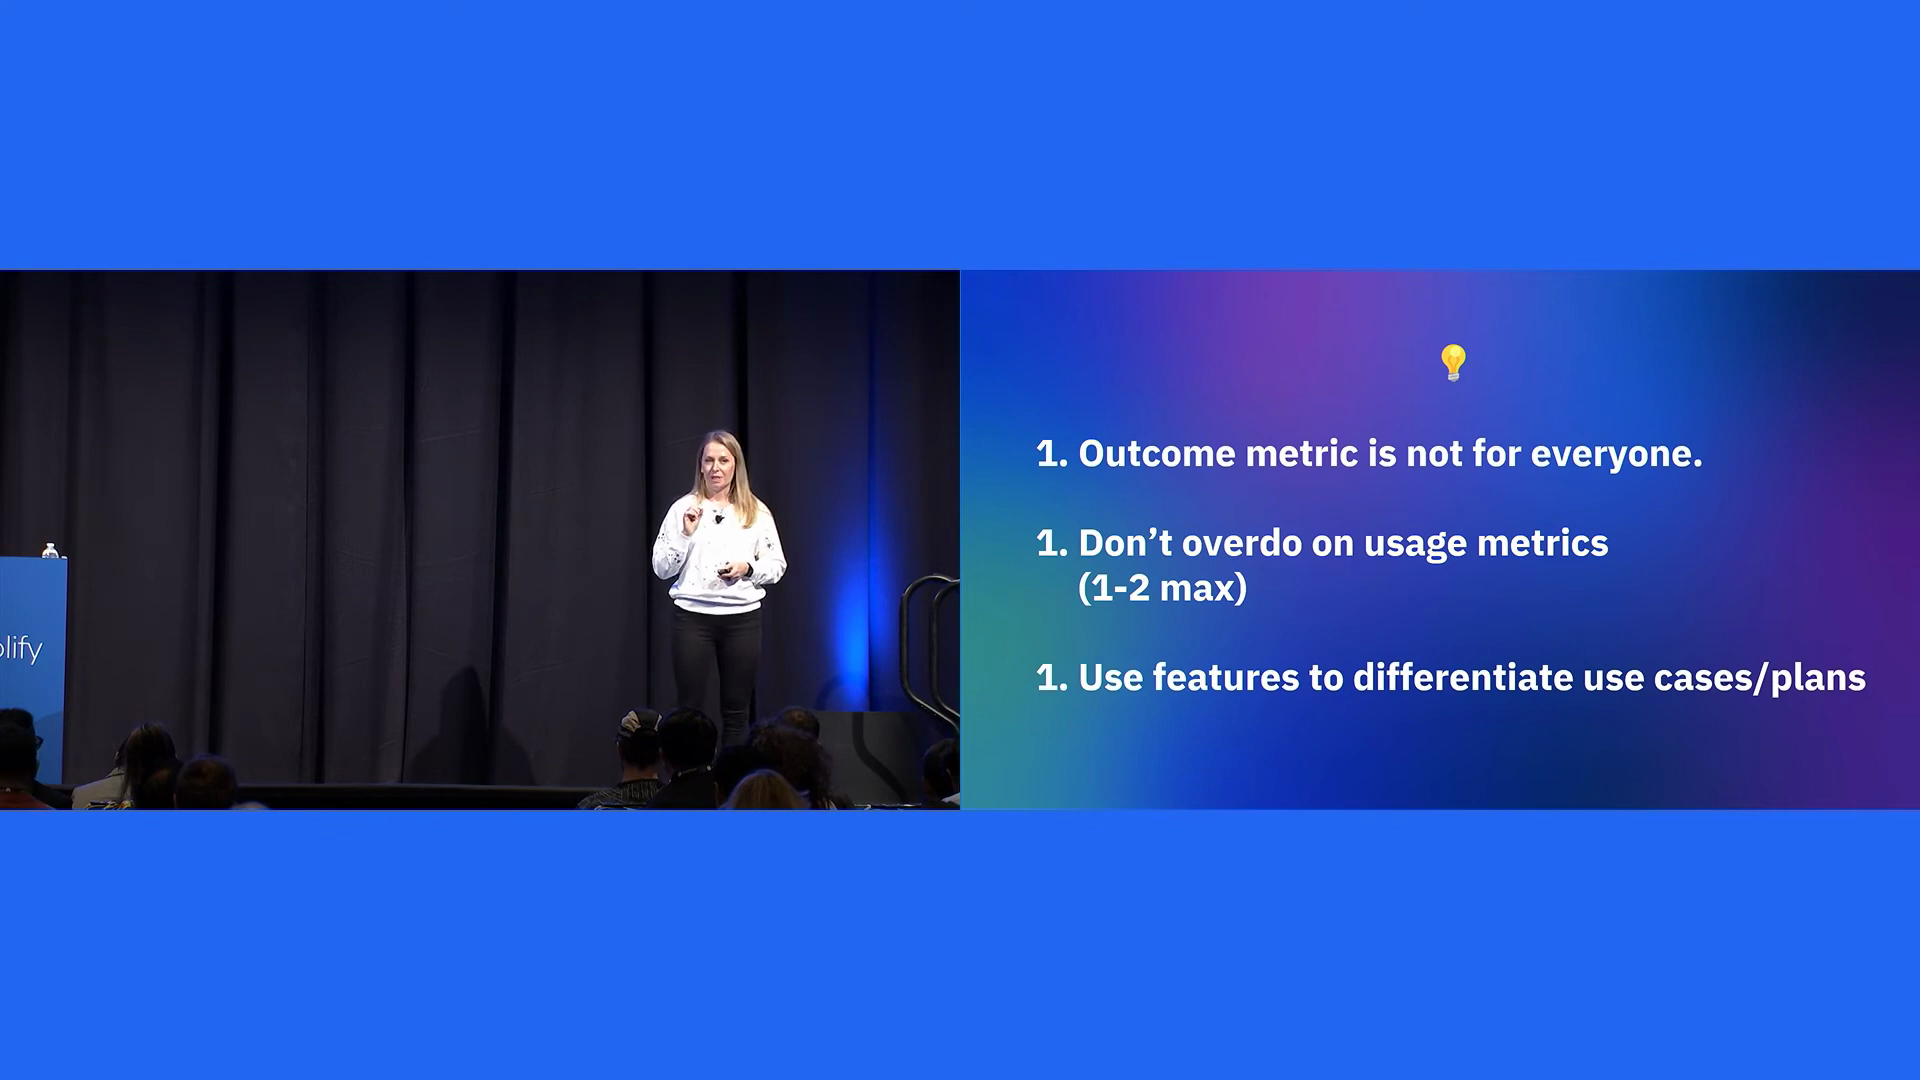 plify
1. Outcome metric is not for everyone.
1. Don’t overdo on usage metrics
(1-2 max)
1. Use features to differentiate use cases/plans